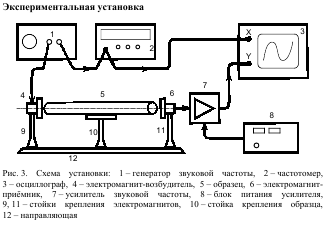 Экспериментальная установка
1
2
X
3
Y
4
5
6
7
8
9
10
11
12
Рис. 3. Схема установки: 1 – генератор звуковой частоты, 2 – частотомер,
3 – осциллограф, 4 – электромагнит-возбудитель, 5 – образец, 6 – электромагнит-
приёмник, 7 – усилитель звуковой частоты, 8 – блок питания усилителя,
9, 11 – стойки крепления электромагнитов, 10 – стойка крепления образца,
12 – направляющая